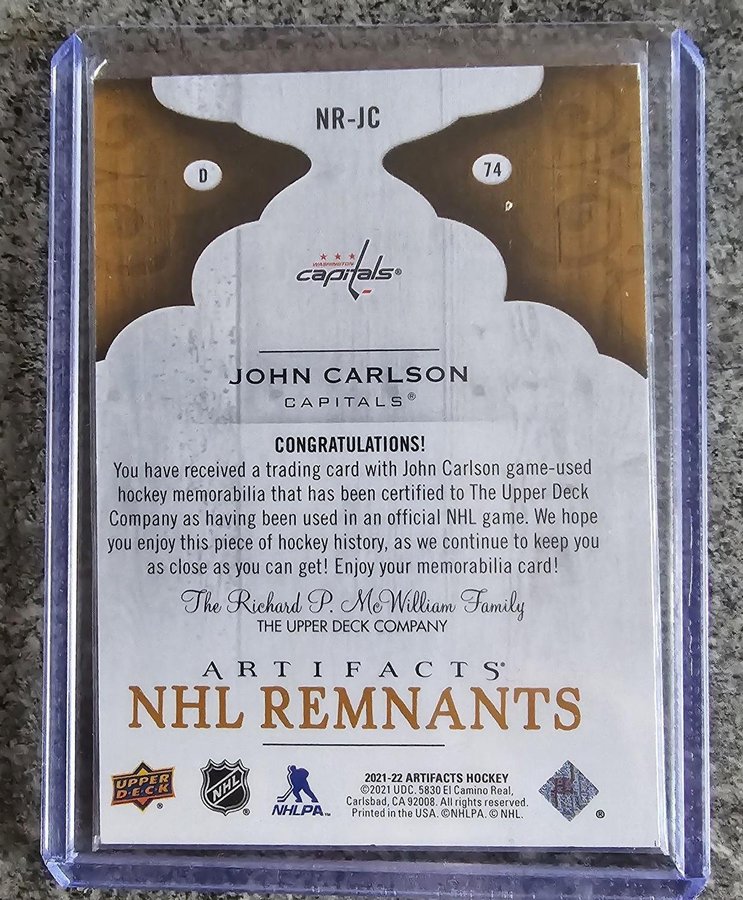 NR-JC
D
74
WASHINGTON
capitals®
JOHN CARLSON
CAPITALS®
CONGRATULATIONS!
You have received a trading card with John Carlson game-used
hockey memorabilia that has been certified to The Upper Deck
Company as having been used in an official NHL game. We hope
you enjoy this piece of hockey history, as we continue to keep you
as close as you can get! Enjoy your memorabilia card!
The Richard P. McWilliam Family
THE UPPER DECK COMPANY
ARTIFACTS®
NHL REMNANTS
UPPER DECK®
NHL®
NHLPA™
2021-22 ARTIFACTS HOCKEY
©2021 UDC. 5830 El Camino Real,
Carlsbad, CA 92008. All rights reserved.
Printed in the USA. ©NHLPA. © NHL.
®